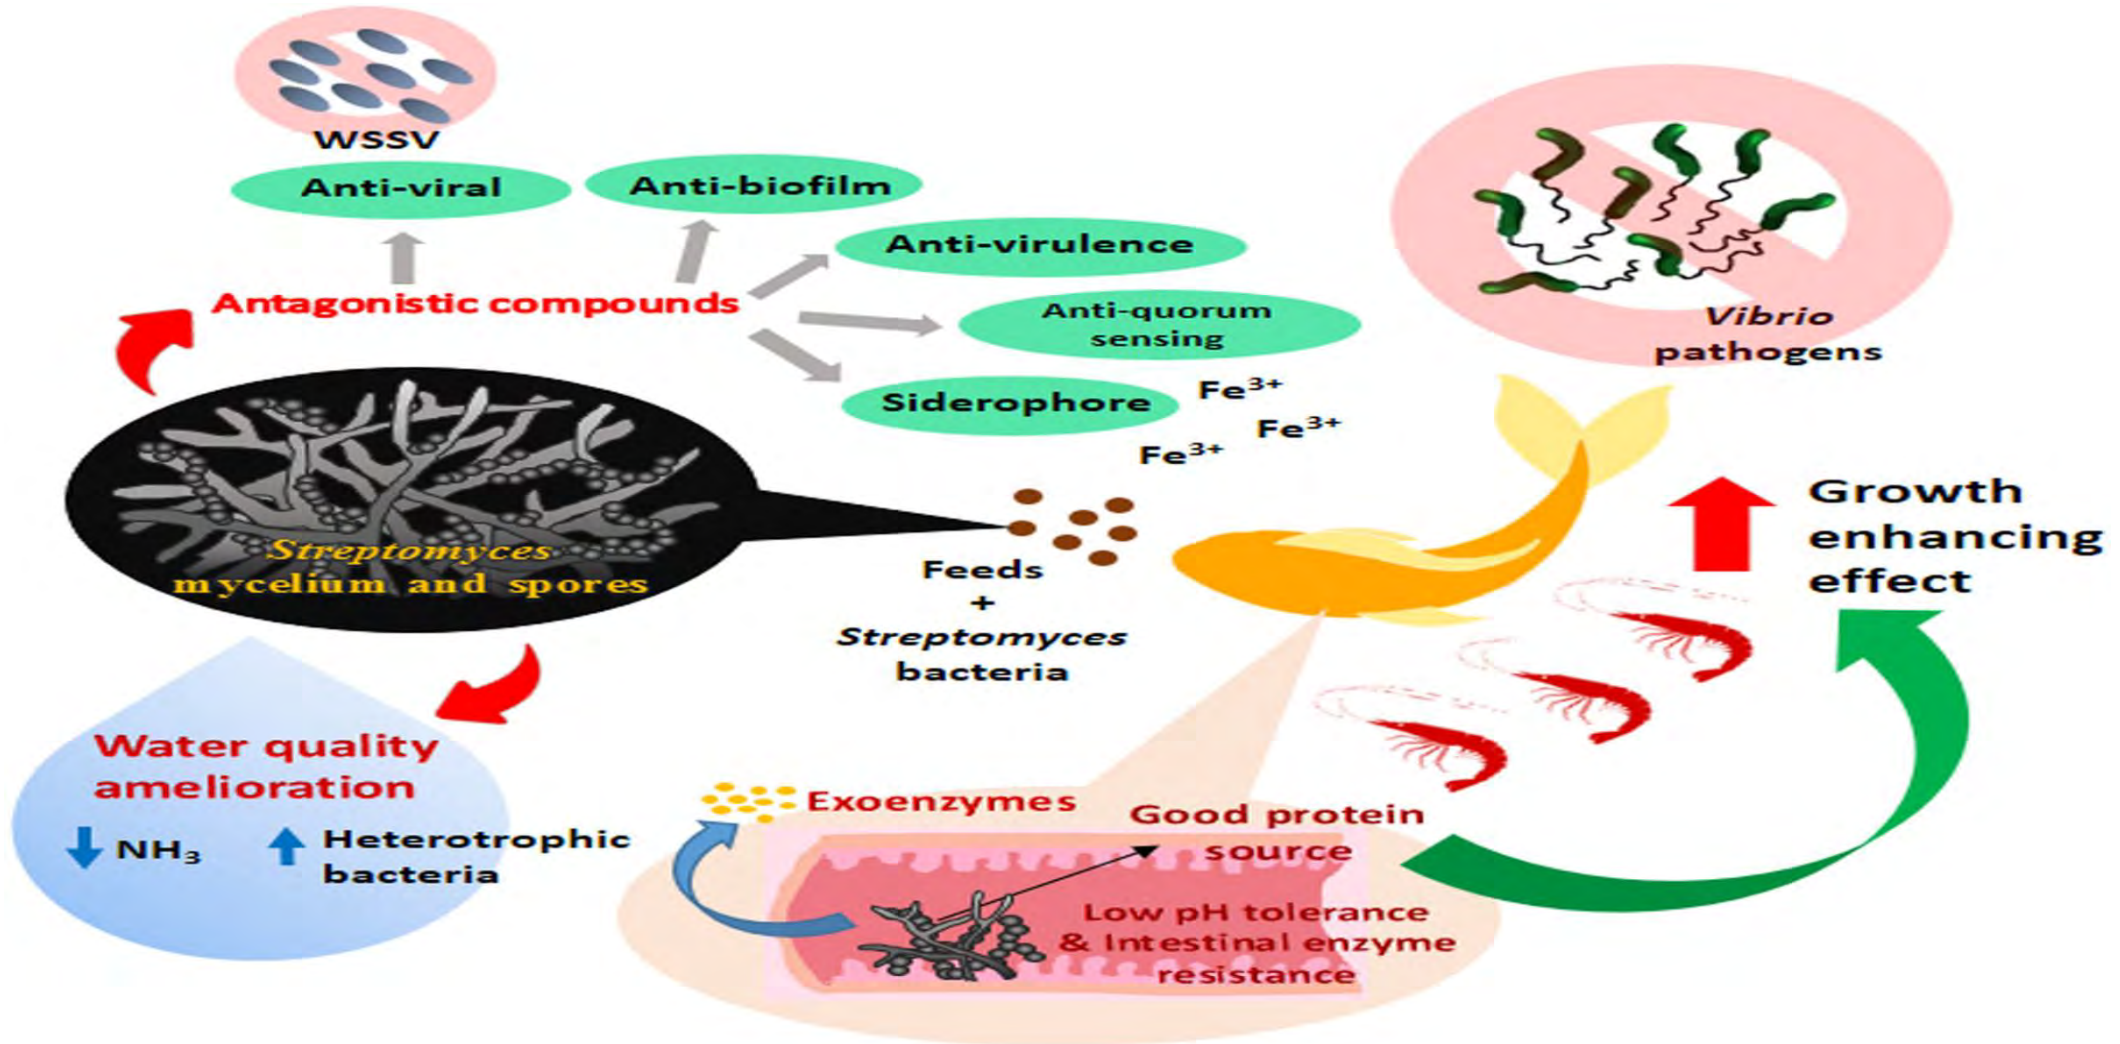 WSSV
Anti-viral
Anti-biofilm
Anti-virulence
Anti-quorum
sensing
Siderophore
Fe³⁺
Fe³⁺
Fe³⁺
Antagonistic compounds
Vibrio
pathogens
Streptomyces
mycelium and spores
Feeds
+
Streptomyces
bacteria
Growth
enhancing
effect
Water quality
amelioration
NH₃
Heterotrophic
bacteria
Exoenzymes
Good protein
source
Low pH tolerance
& Intestinal enzyme
resistance